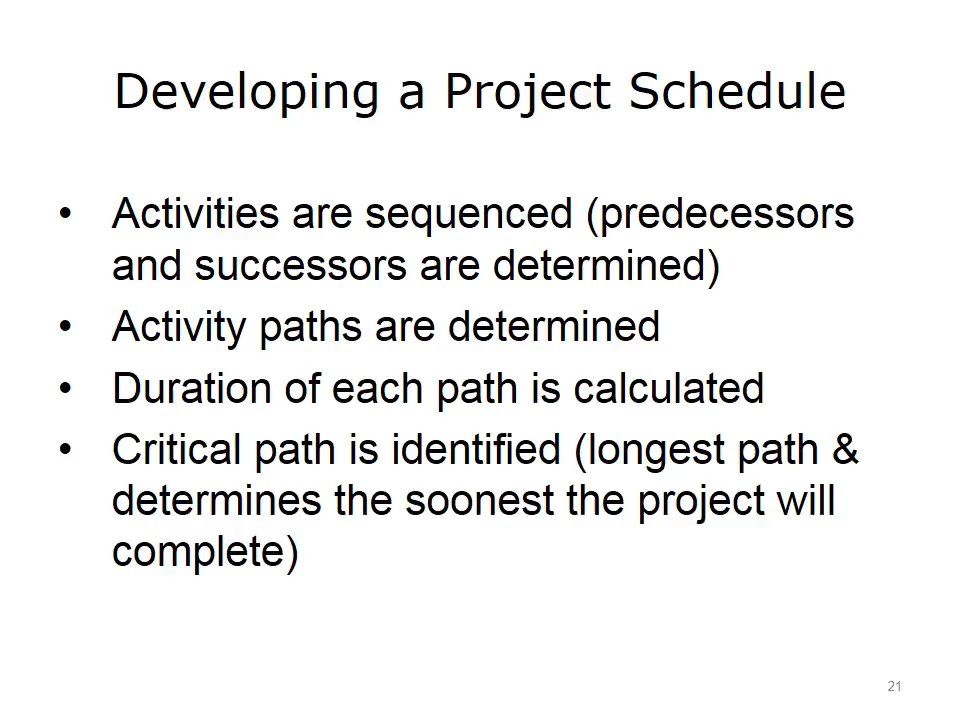 Developing a Project Schedule
• Activities are sequenced (predecessors
and successors are determined)
• Activity paths are determined
• Duration of each path is calculated
• Critical path is identified (longest path &
determines the soonest the project will
complete)
21